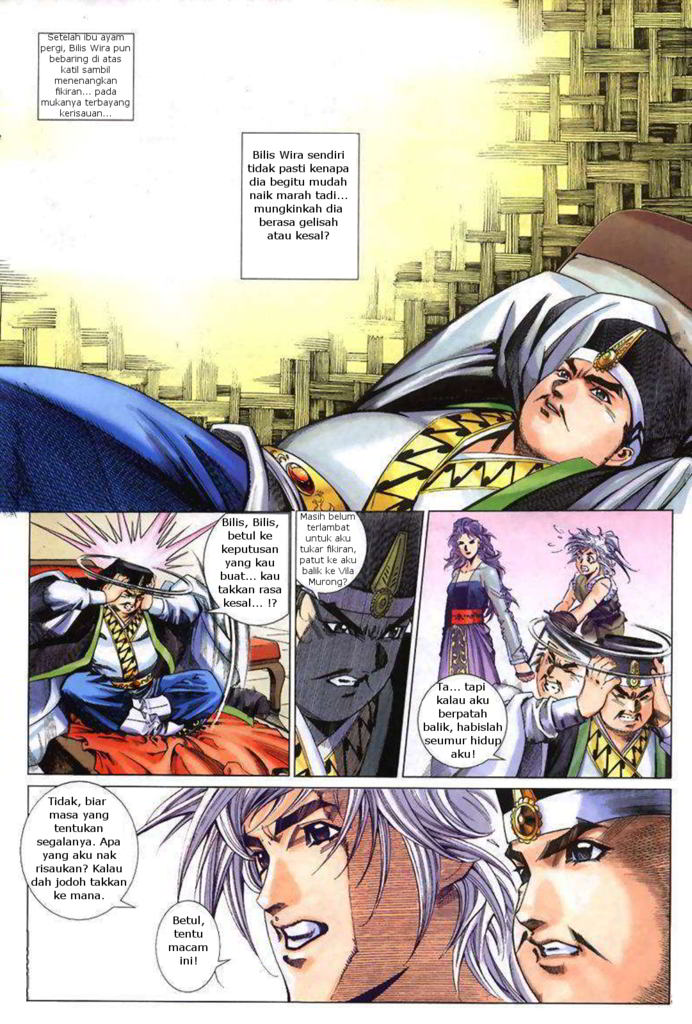 Setelah ibu ayam
pergi, Bilis Wira pun
bebaring di atas
katil sambil
menenangkan
fikiran... pada
mukanya terbayang
kerisauan...
Bilis Wira sendiri
tidak pasti kenapa
dia begitu mudah
naik marah tadi...
mungkinkah dia
berasa gelisah
atau kesal?
Bilis, Bilis,
betul ke
keputusan
yang kau
buat... kau
takkan rasa
kesal... !?
Masih belum
terlambat
untuk aku
tukar fikiran,
patut ke aku
balik ke Vila
Murong?
Ta... tapi
kalau aku
berpatah
balik, habislah
seumur hidup
aku!
Tidak, biar
masa yang
tentukan
segalanya. Apa
yang aku nak
risaukan? Kalau
dah jodoh takkan
ke mana.
Betul,
tentu
macam
ini!